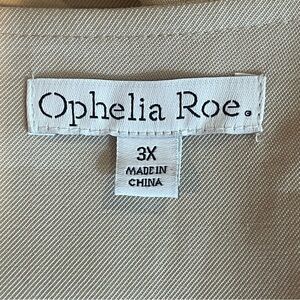 Ophelia Roe.
3X
MADE IN
CHINA